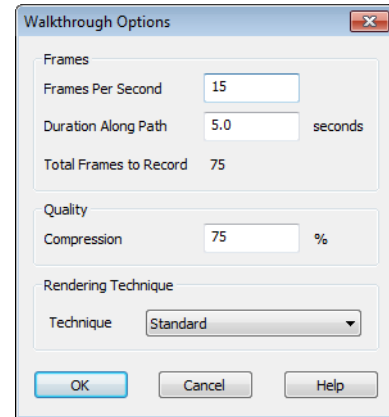 Walkthrough Options
Frames
Frames Per Second 15
Duration Along Path 5.0 seconds
Total Frames to Record 75
Quality
Compression 75 %
Rendering Technique
Technique Standard
OK Cancel Help